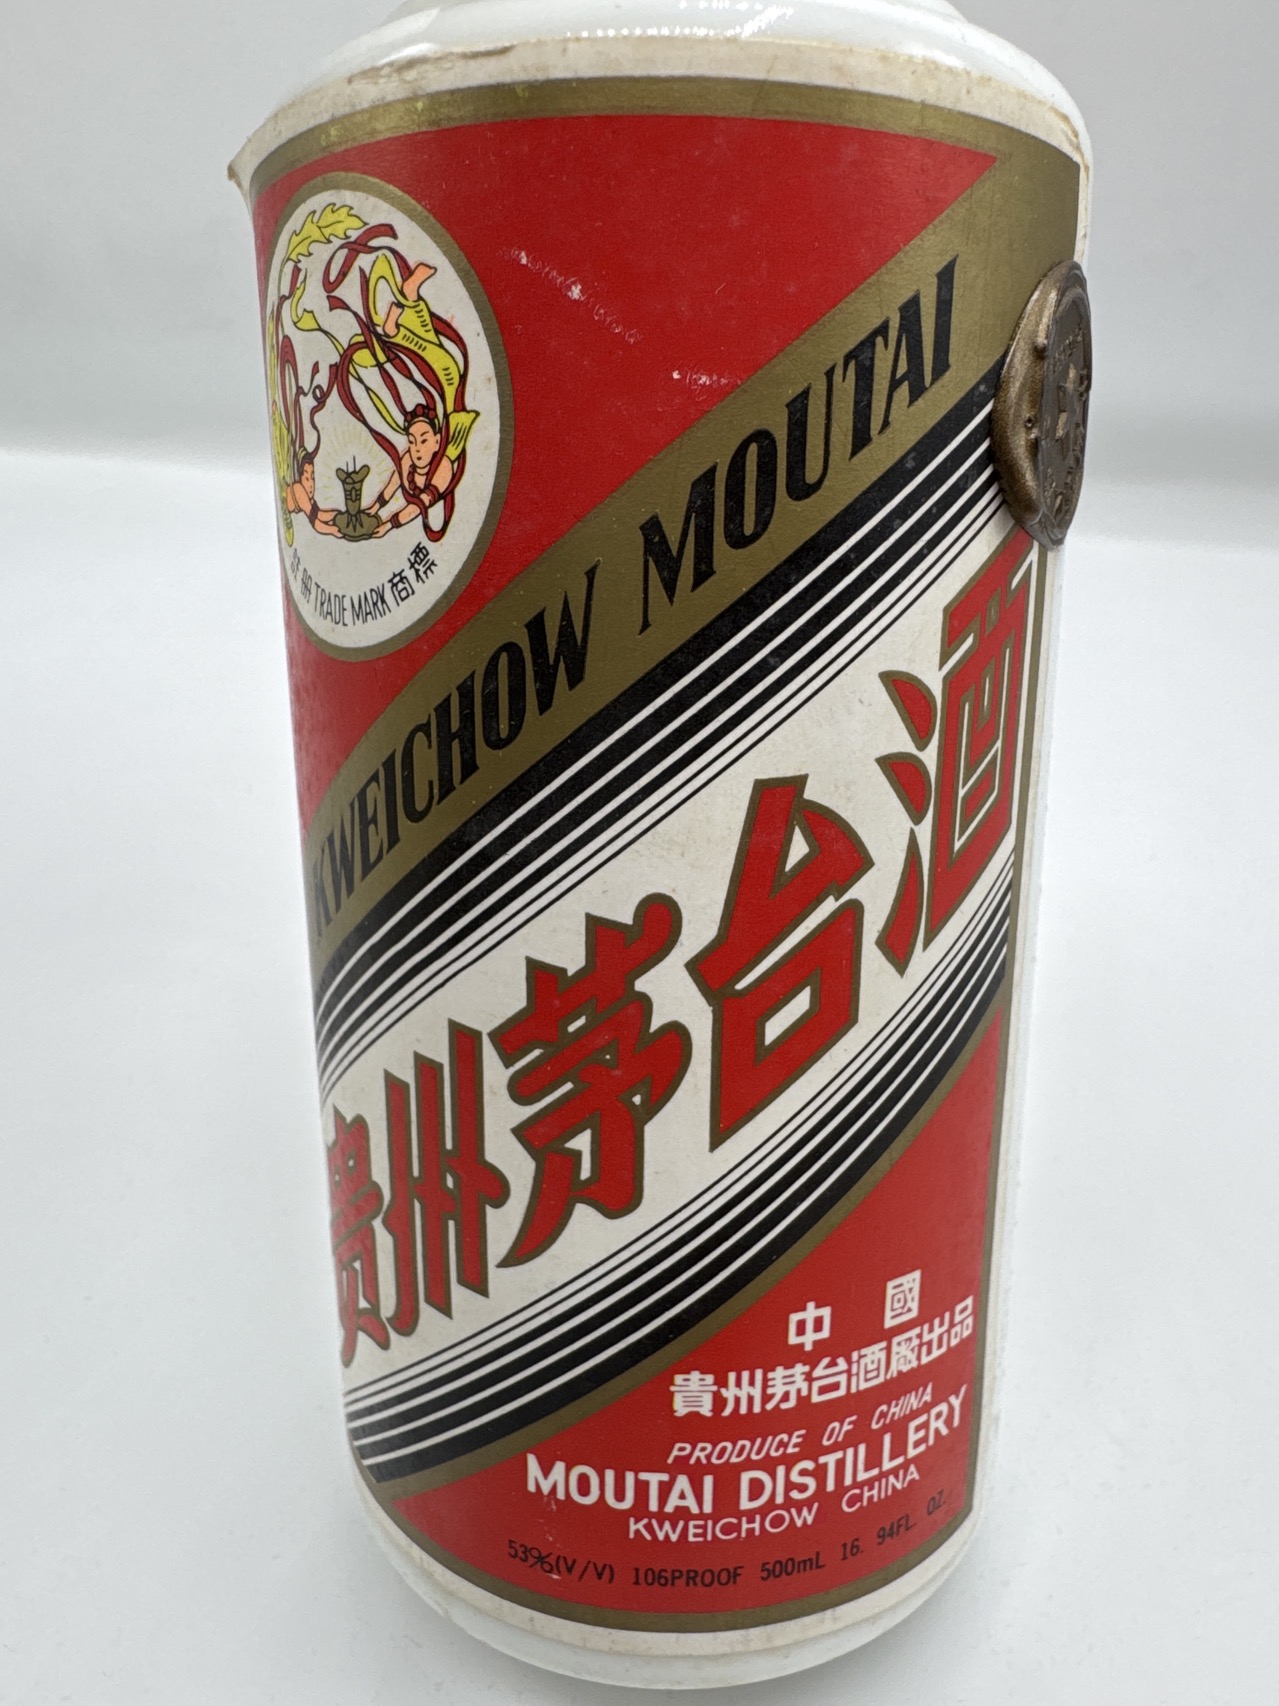 註冊 TRADE MARK 商標
KWEICHOW MOUTAI
貴州茅台酒
中國
貴州茅台酒廠出品
PRODUCE OF CHINA
MOUTAI DISTILLERY
KWEICHOW CHINA
53%(V/V) 106PROOF 500mL 16. 94FL. OZ.